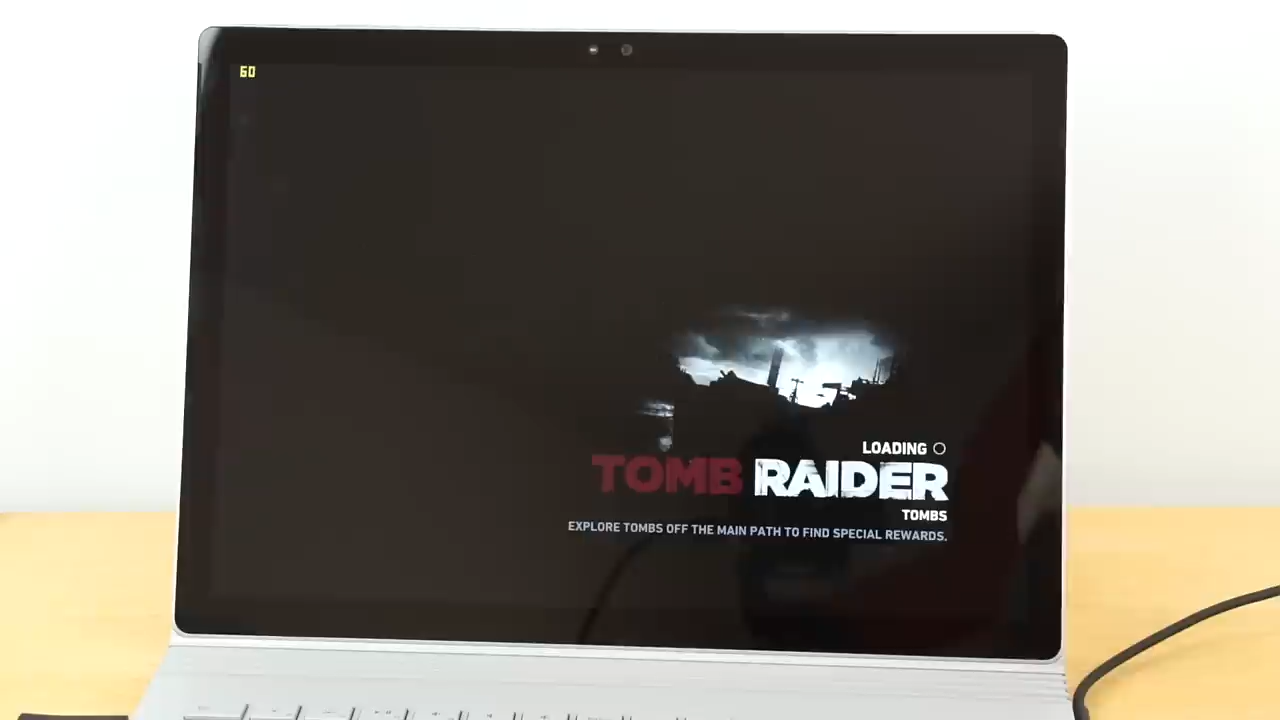 60
LOADING
TOMB RAIDER
TOMBS
EXPLORE TOMBS OFF THE MAIN PATH TO FIND SPECIAL REWARDS.